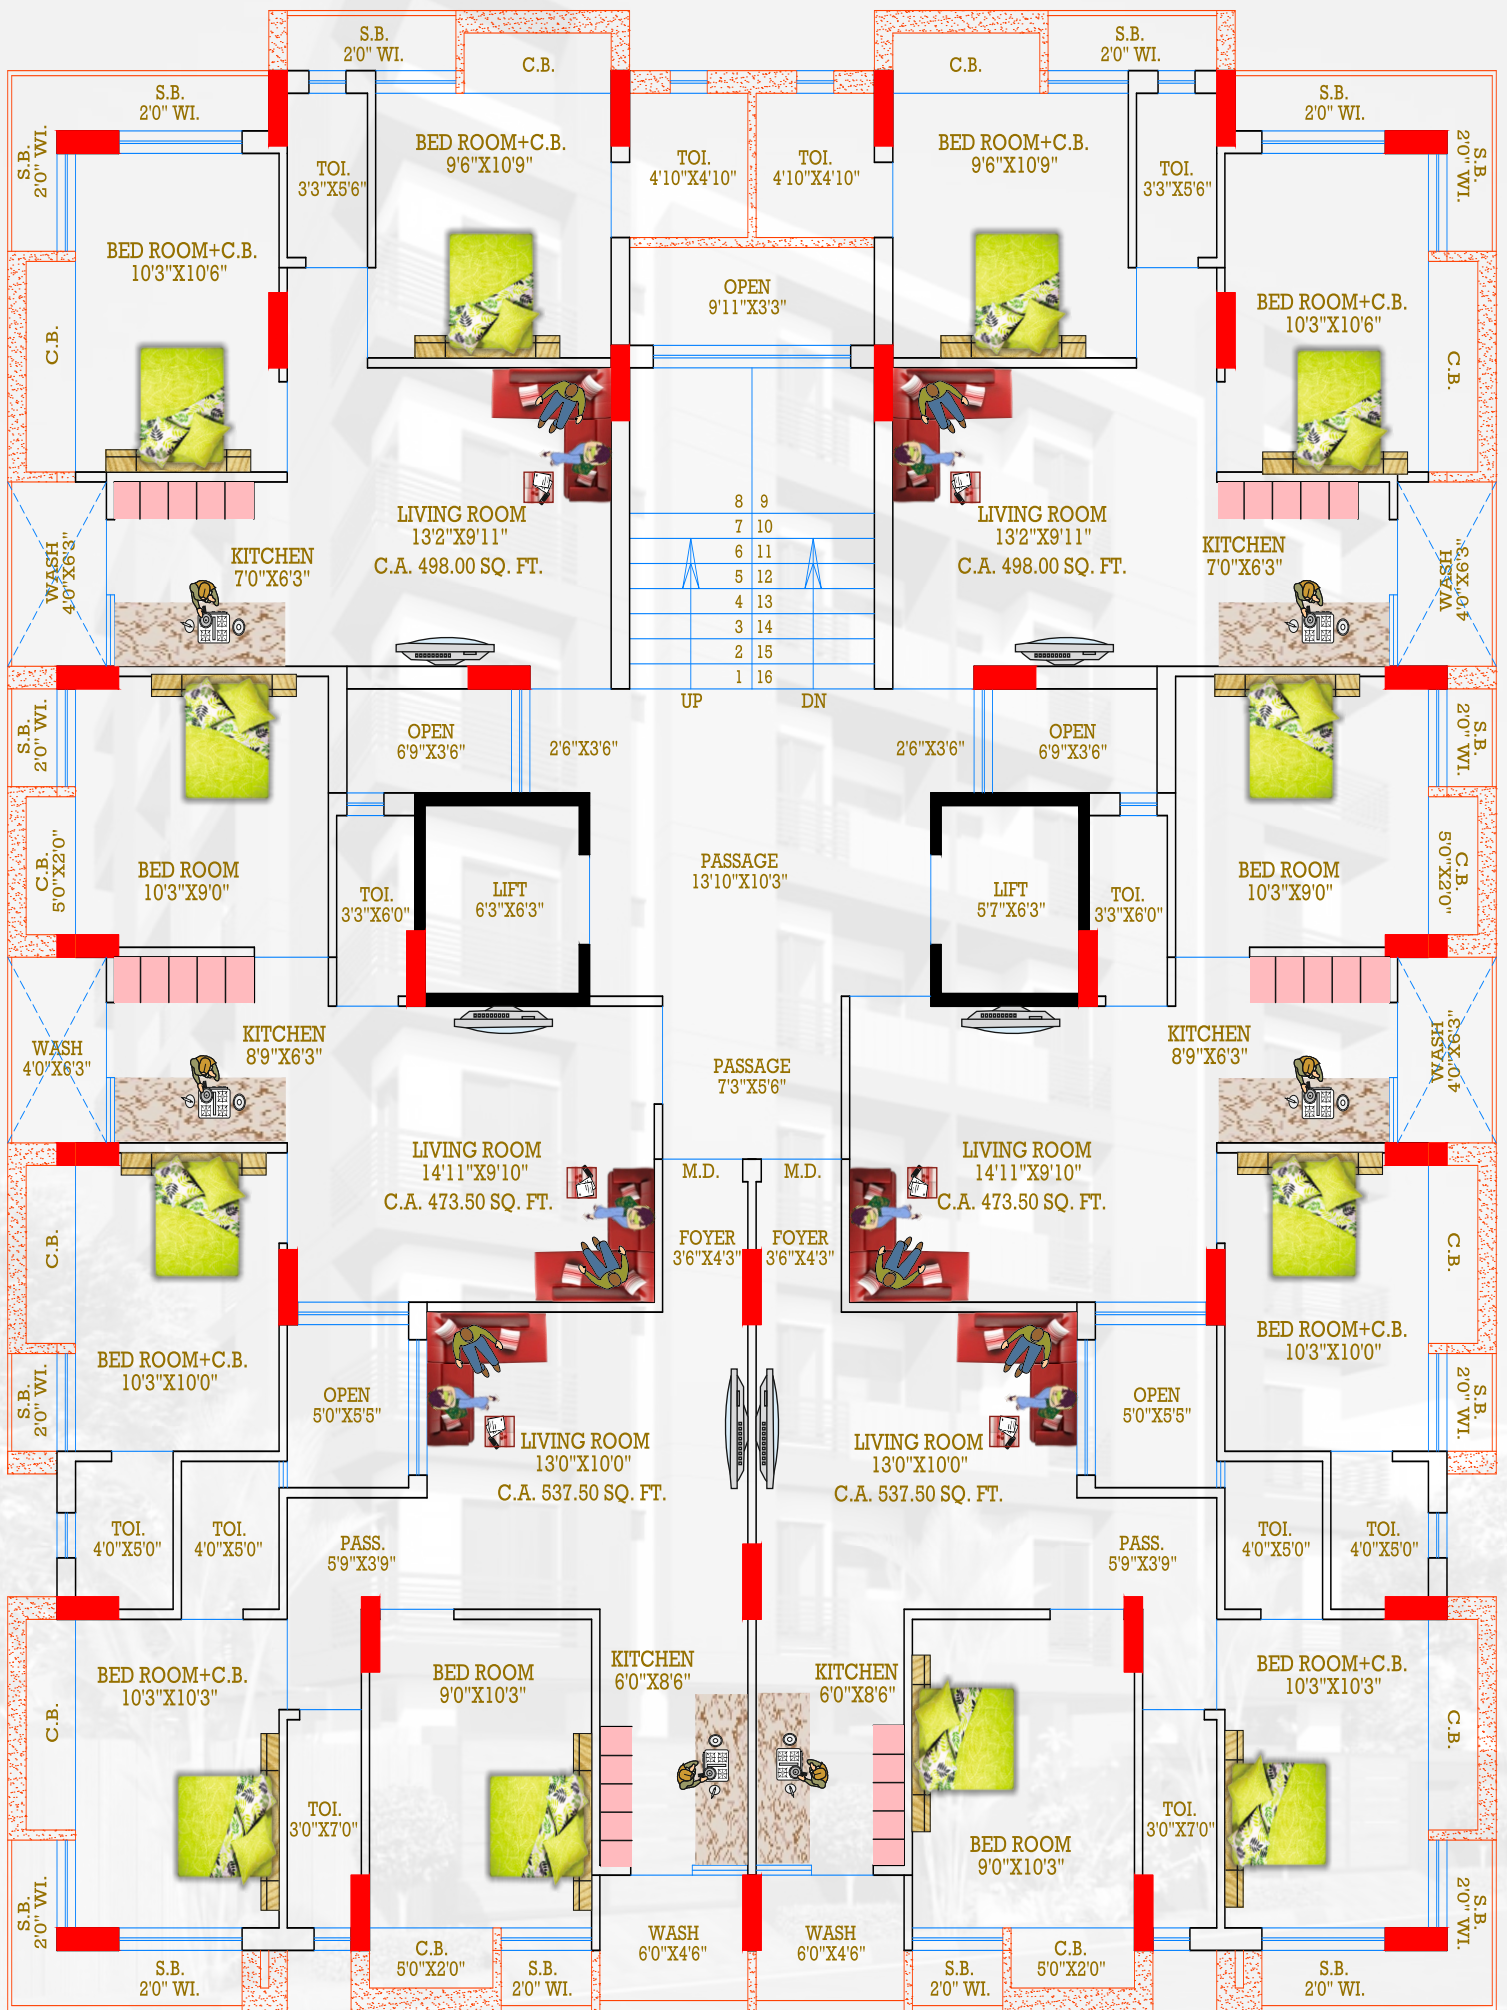 S.B.
2'0" WI.
C.B.
C.B.
S.B.
2'0" WI.
S.B.
2'0" WI.
S.B.
2'0" WI.
S.B.
2'0" WI.
S.B.
2'0" WI.
TOI.
3'3"X5'6"
BED ROOM+C.B.
9'6"X10'9"
TOI.
4'10"X4'10"
TOI.
4'10"X4'10"
BED ROOM+C.B.
9'6"X10'9"
TOI.
3'3"X5'6"
BED ROOM+C.B.
10'3"X10'6"
OPEN
9'11"X3'3"
BED ROOM+C.B.
10'3"X10'6"
C.B.
C.B.
LIVING ROOM
13'2"X9'11"
C.A. 498.00 SQ. FT.
8 9
7 10
6 11
5 12
4 13
3 14
2 15
1 16
UP
DN
LIVING ROOM
13'2"X9'11"
C.A. 498.00 SQ. FT.
WASH
4'0"X6'3"
KITCHEN
7'0"X6'3"
KITCHEN
7'0"X6'3"
WASH
4'0"X6'3"
S.B.
2'0" WI.
OPEN
6'9"X3'6"
2'6"X3'6"
2'6"X3'6"
OPEN
6'9"X3'6"
S.B.
2'0" WI.
C.B.
5'0"X2'0"
BED ROOM
10'3"X9'0"
TOI.
3'3"X6'0"
LIFT
6'3"X6'3"
PASSAGE
13'10"X10'3"
LIFT
5'7"X6'3"
TOI.
3'3"X6'0"
BED ROOM
10'3"X9'0"
C.B.
5'0"X2'0"
WASH
4'0"X6'3"
KITCHEN
8'9"X6'3"
PASSAGE
7'3"X5'6"
KITCHEN
8'9"X6'3"
WASH
4'0"X6'3"
LIVING ROOM
14'11"X9'10"
C.A. 473.50 SQ. FT.
M.D.
M.D.
LIVING ROOM
14'11"X9'10"
C.A. 473.50 SQ. FT.
C.B.
FOYER
3'6"X4'3"
FOYER
3'6"X4'3"
C.B.
BED ROOM+C.B.
10'3"X10'0"
BED ROOM+C.B.
10'3"X10'0"
S.B.
2'0" WI.
OPEN
5'0"X5'5"
OPEN
5'0"X5'5"
S.B.
2'0" WI.
LIVING ROOM
13'0"X10'0"
C.A. 537.50 SQ. FT.
LIVING ROOM
13'0"X10'0"
C.A. 537.50 SQ. FT.
TOI.
4'0"X5'0"
TOI.
4'0"X5'0"
PASS.
5'9"X3'9"
PASS.
5'9"X3'9"
TOI.
4'0"X5'0"
TOI.
4'0"X5'0"
BED ROOM+C.B.
10'3"X10'3"
BED ROOM
9'0"X10'3"
KITCHEN
6'0"X8'6"
KITCHEN
6'0"X8'6"
BED ROOM+C.B.
10'3"X10'3"
C.B.
C.B.
TOI.
3'0"X7'0"
BED ROOM
9'0"X10'3"
TOI.
3'0"X7'0"
S.B.
2'0" WI.
WASH
6'0"X4'6"
WASH
6'0"X4'6"
S.B.
2'0" WI.
S.B.
2'0" WI.
C.B.
5'0"X2'0"
S.B.
2'0" WI.
S.B.
2'0" WI.
C.B.
5'0"X2'0"
S.B.
2'0" WI.